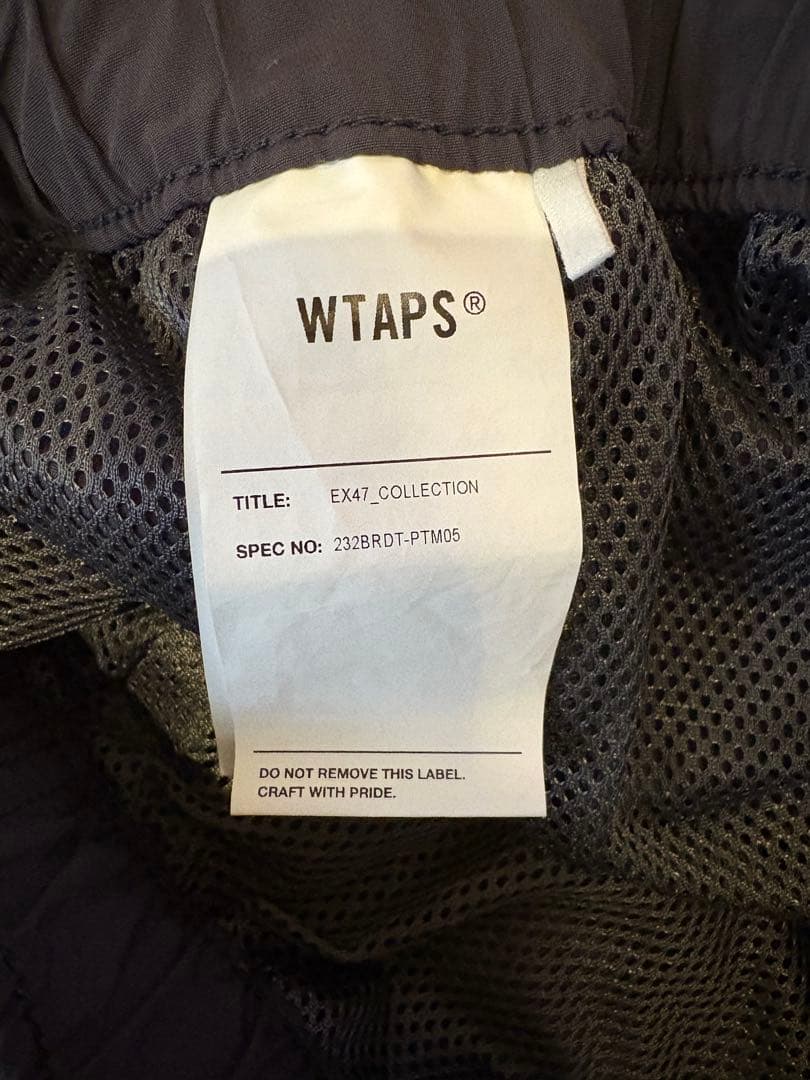 WTAPS®
TITLE: EX47_COLLECTION
SPEC NO: 232BRDT-PTM05
DO NOT REMOVE THIS LABEL.
CRAFT WITH PRIDE.